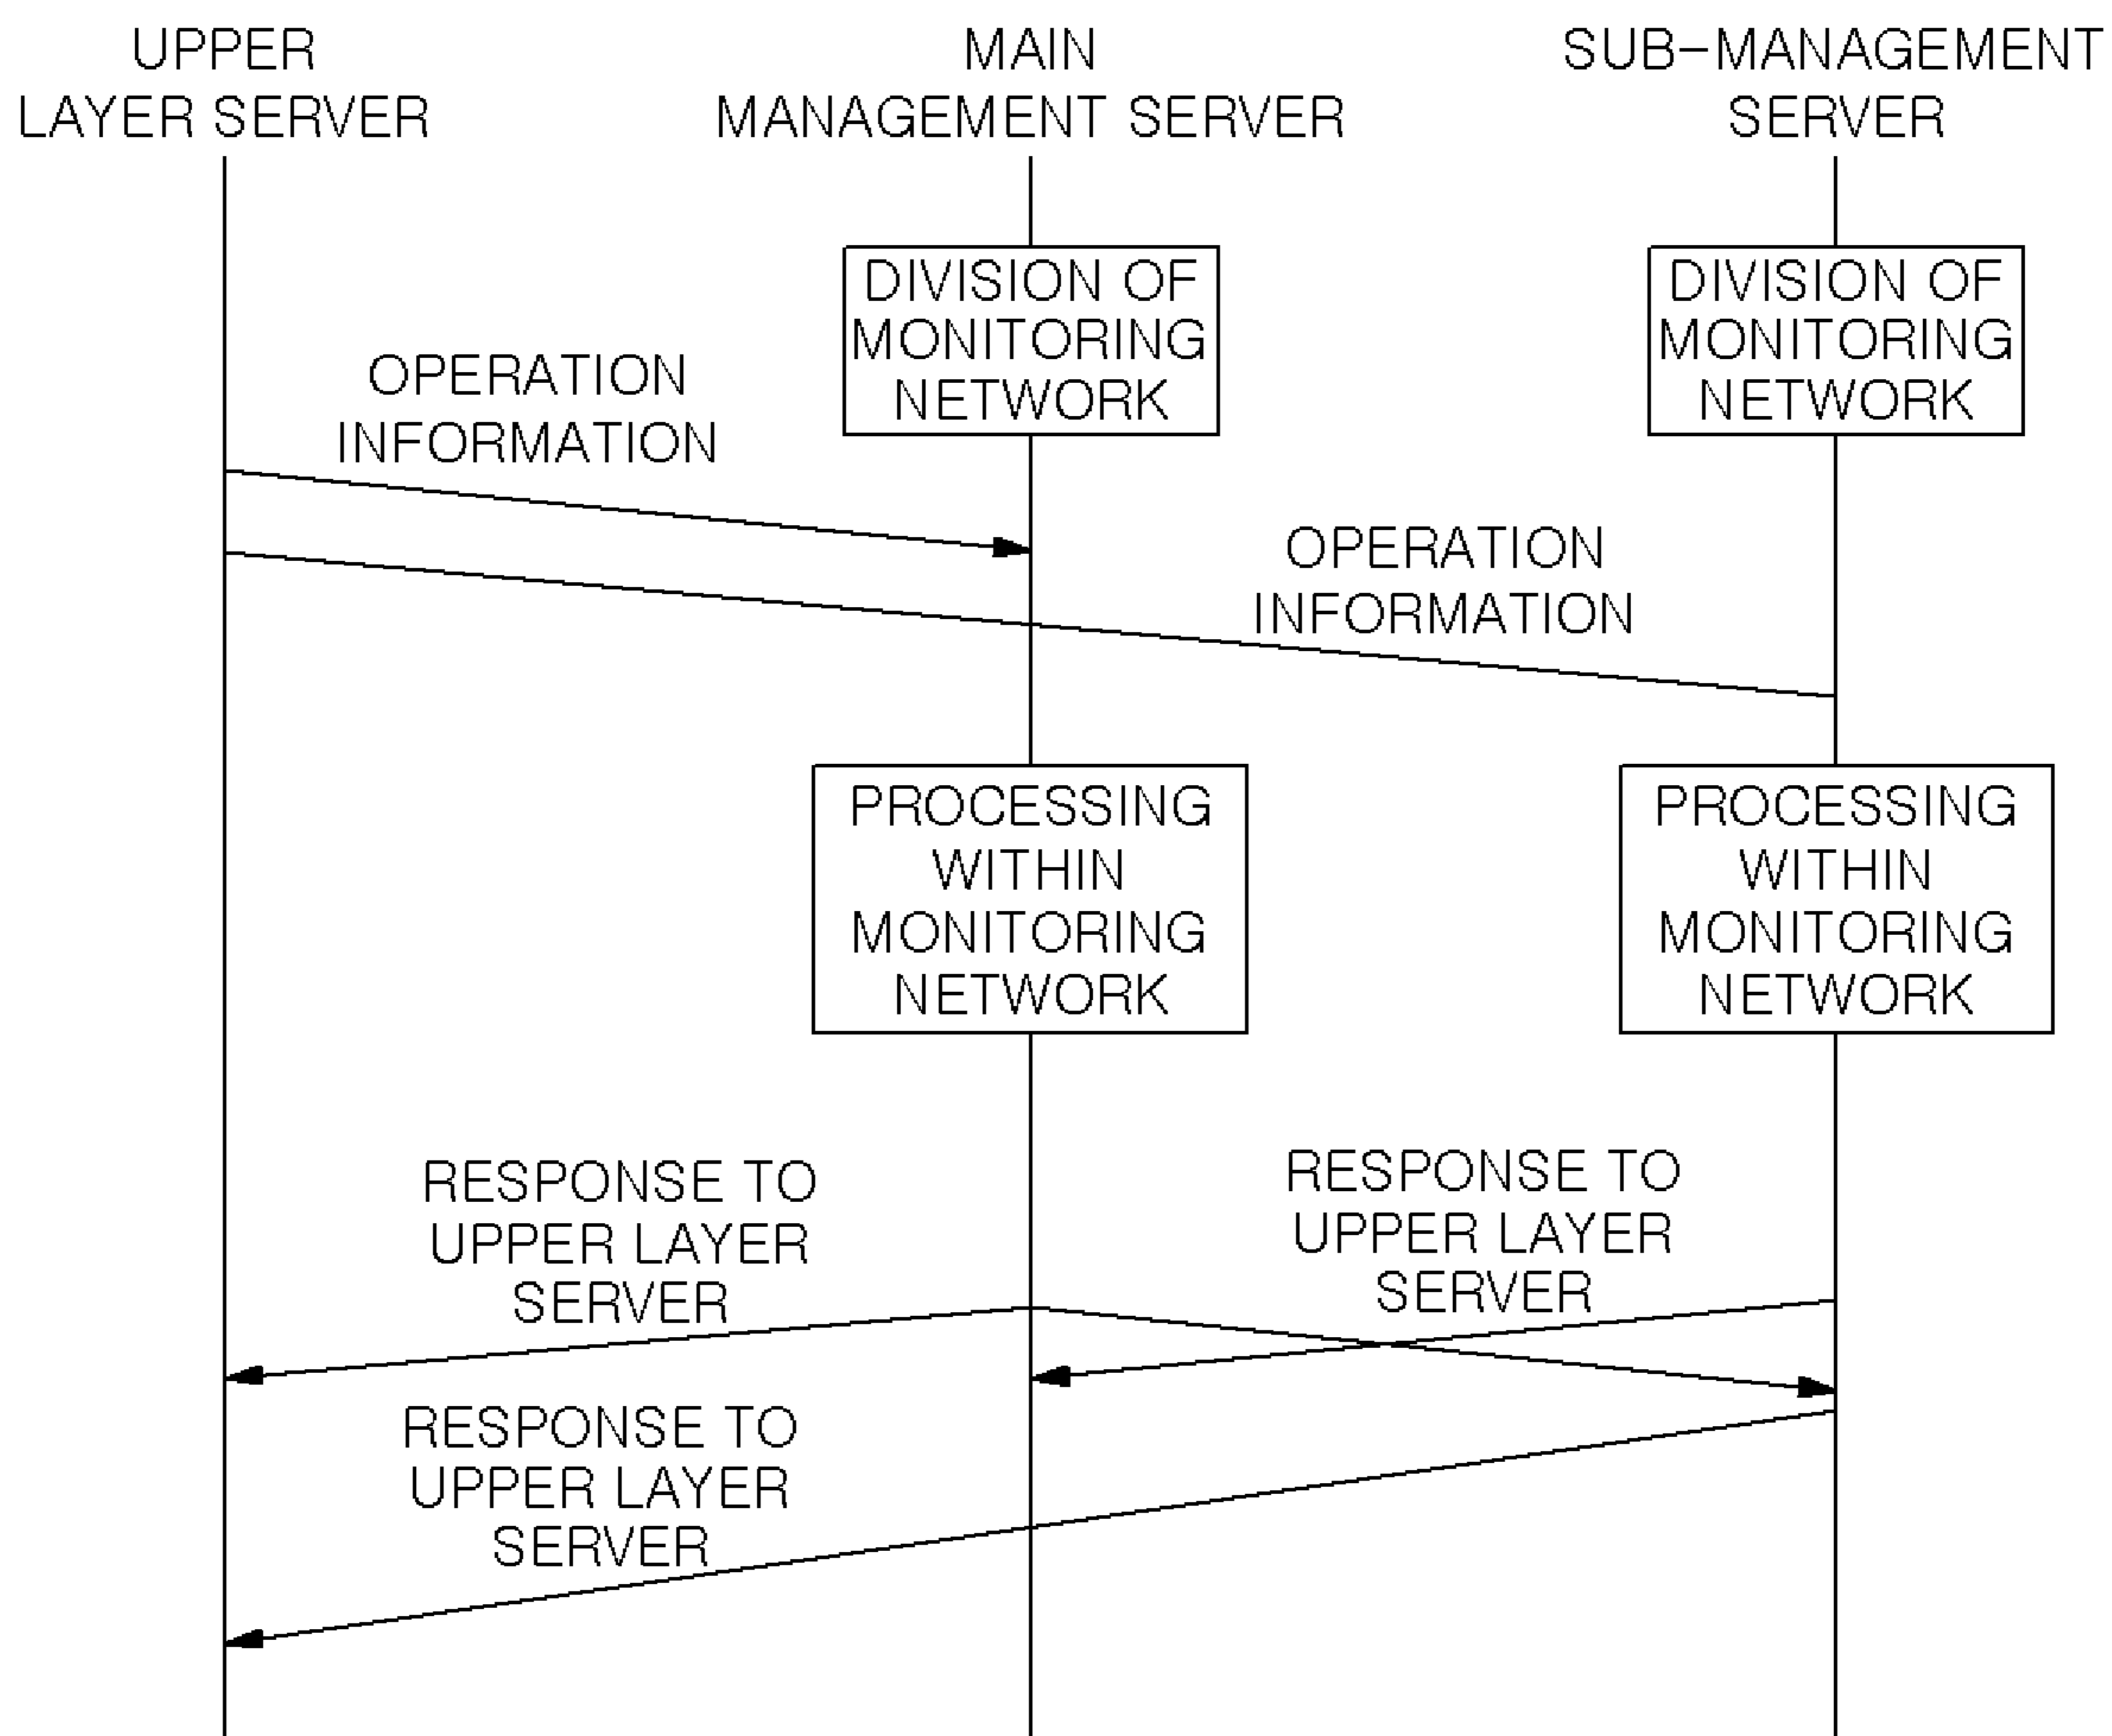 UPPER
LAYER SERVER
MAIN
MANAGEMENT SERVER
SUB-MANAGEMENT
SERVER
DIVISION OF
MONITORING
NETWORK
DIVISION OF
MONITORING
NETWORK
OPERATION
INFORMATION
OPERATION
INFORMATION
PROCESSING
WITHIN
MONITORING
NETWORK
PROCESSING
WITHIN
MONITORING
NETWORK
RESPONSE TO
UPPER LAYER
SERVER
RESPONSE TO
UPPER LAYER
SERVER
RESPONSE TO
UPPER LAYER
SERVER